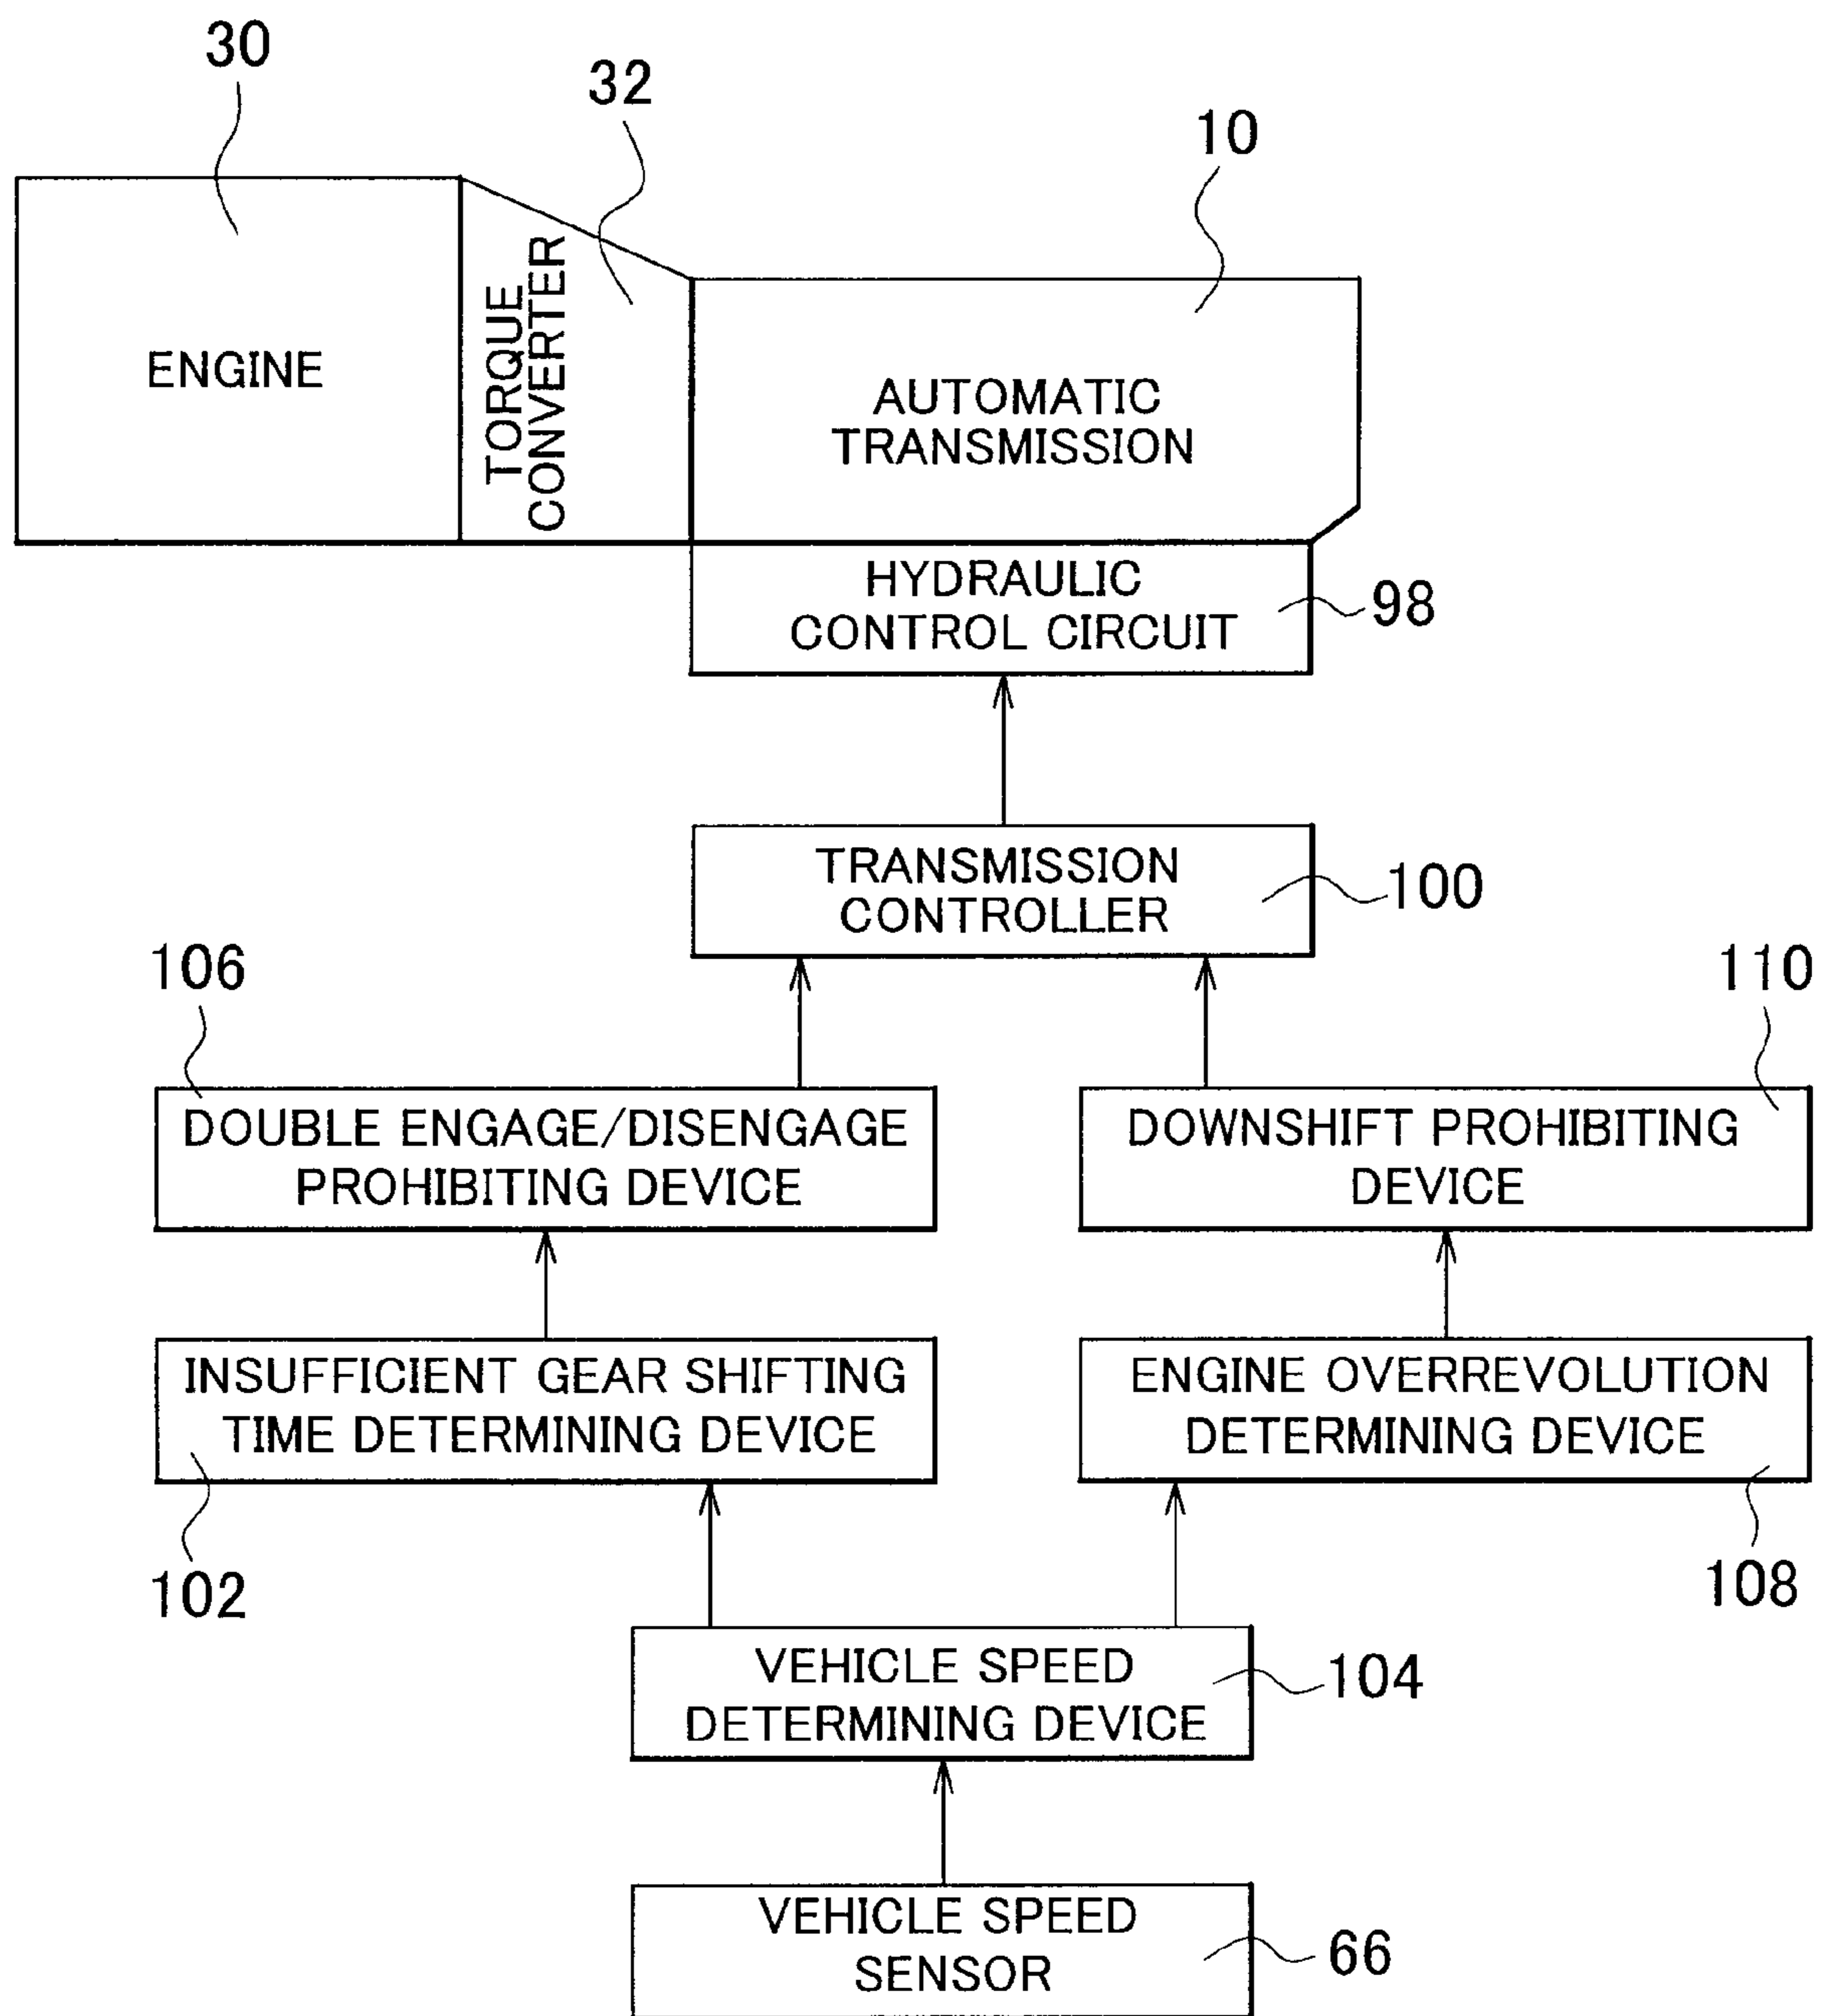 30
32
10
ENGINE
TORQUE
CONVERTER
AUTOMATIC
TRANSMISSION
HYDRAULIC
CONTROL CIRCUIT
98
TRANSMISSION
CONTROLLER
100
106
110
DOUBLE ENGAGE/DISENGAGE
PROHIBITING DEVICE
DOWNSHIFT PROHIBITING
DEVICE
INSUFFICIENT GEAR SHIFTING
TIME DETERMINING DEVICE
ENGINE OVERREVOLUTION
DETERMINING DEVICE
102
108
VEHICLE SPEED
DETERMINING DEVICE
104
VEHICLE SPEED
SENSOR
66